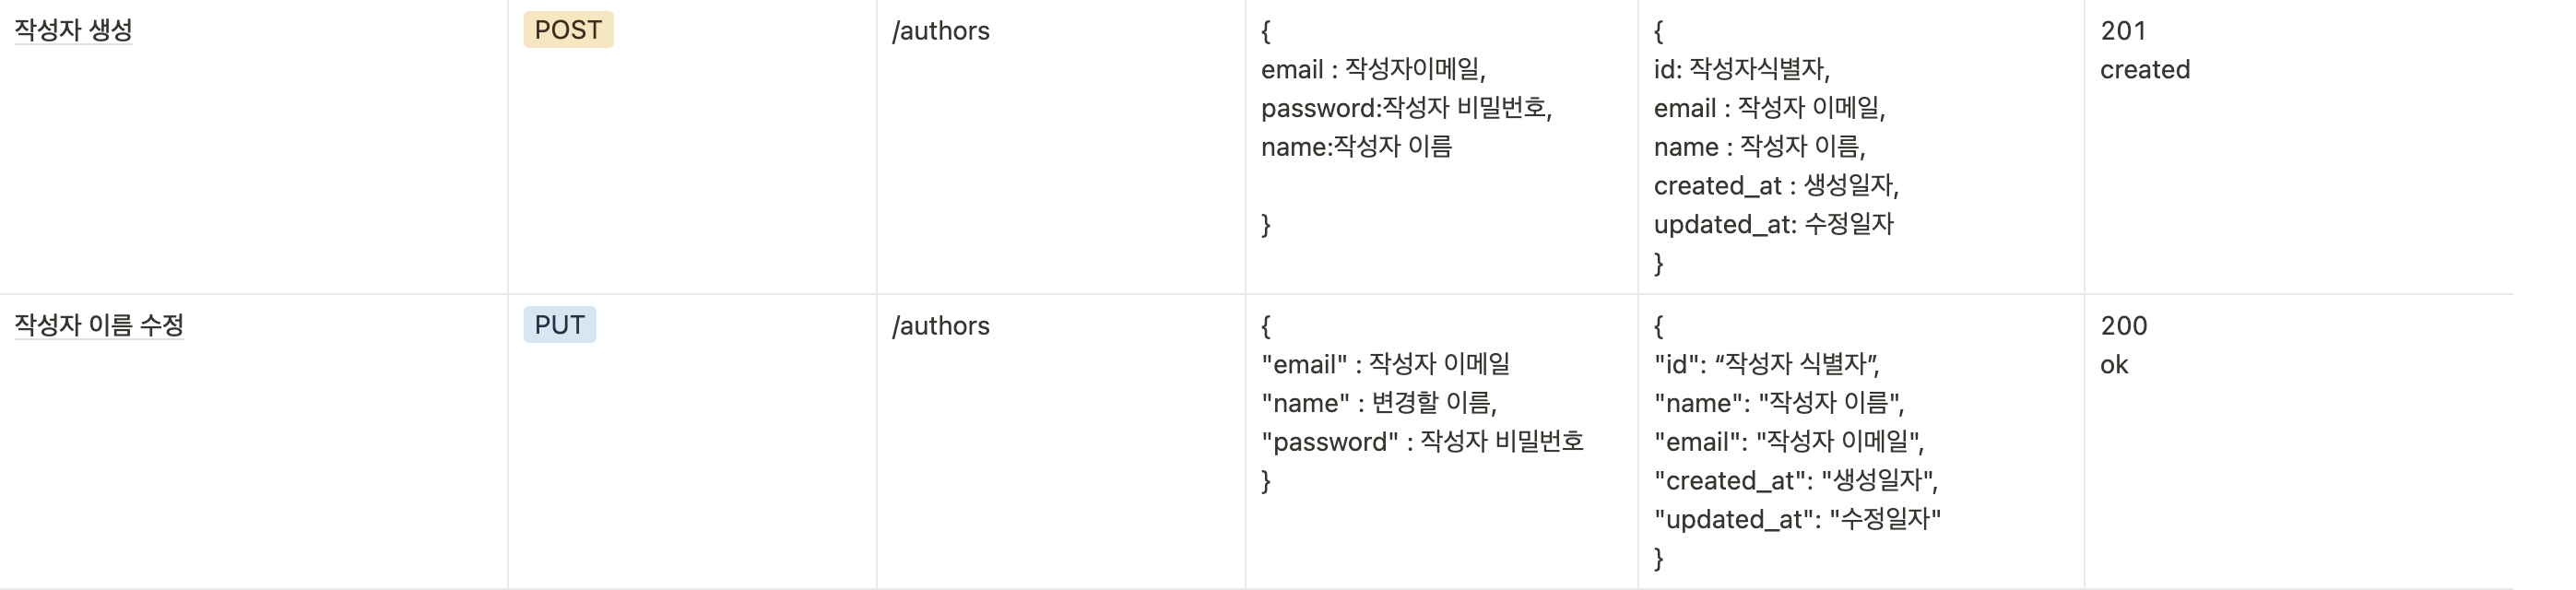 작성자 생성
POST
/authors
{
email : 작성자이메일,
password:작성자 비밀번호,
name:작성자 이름
}
{
id: 작성자식별자,
email : 작성자 이메일,
name : 작성자 이름,
created_at : 생성일자,
updated_at: 수정일자
}
201
created
작성자 이름 수정
PUT
/authors
{
"email" : 작성자 이메일
"name" : 변경할 이름,
"password" : 작성자 비밀번호
}
{
"id": “작성자 식별자”,
"name": "작성자 이름",
"email": "작성자 이메일",
"created_at": "생성일자",
"updated_at": "수정일자"
}
200
ok